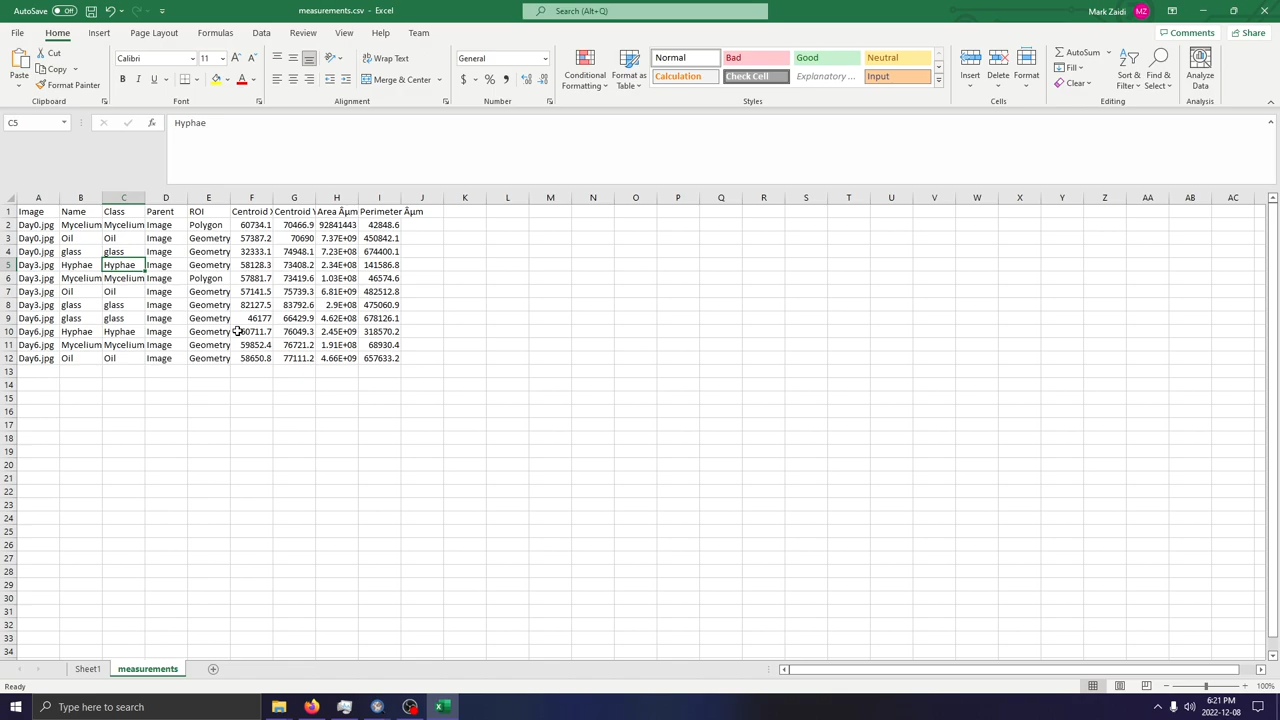 AutoSave Off measurements.csv - Excel Search (Alt+Q) Mark Zaidi MZ
File Home Insert Page Layout Formulas Data Review View Help Team Comments Share
Paste Cut Copy Format Painter
Calibri 11 B I U A A A
Wrap Text Merge & Center
General $ %
Conditional Formatting Format as Table
Normal Bad Good Neutral
Calculation Check Cell Explanatory ... Input
Insert Delete Format
AutoSum Fill Clear
Sort & Filter Find & Select
Analyze Data
Clipboard Font Alignment Number Styles Cells Editing Analysis
C5 fx Hyphae
A B C D E F G H I J K L M N O P Q R S T U V W X Y Z AA AB AC
1 Image Name Class Parent ROI Centroid X Centroid Y Area Âµm Perimeter Âµm
2 Day0.jpg Mycelium Mycelium Image Polygon 60734.1 70466.9 92841443 42848.6
3 Day0.jpg Oil Oil Image Geometry 57387.2 70690 7.37E+09 450842.1
4 Day0.jpg glass glass Image Geometry 32333.1 74948.1 7.23E+08 674400.1
5 Day3.jpg Hyphae Hyphae Image Geometry 58128.3 73408.2 2.34E+08 141586.8
6 Day3.jpg Mycelium Mycelium Image Polygon 57881.7 73419.6 1.03E+08 46574.6
7 Day3.jpg Oil Oil Image Geometry 57141.5 75739.3 6.81E+09 482512.8
8 Day3.jpg glass glass Image Geometry 82127.5 83792.6 2.9E+08 475060.9
9 Day6.jpg glass glass Image Geometry 46177 66429.9 4.62E+08 678126.1
10 Day6.jpg Hyphae Hyphae Image Geometry 60711.7 76049.3 2.45E+09 318570.2
11 Day6.jpg Mycelium Mycelium Image Geometry 59852.4 76721.2 1.91E+08 68930.4
12 Day6.jpg Oil Oil Image Geometry 58650.8 77111.2 4.66E+09 657633.2
13
14
15
16
17
18
19
20
21
22
23
24
25
26
27
28
29
30
31
32
33
34
Sheet1 measurements
Ready 100%
Type here to search 6:21 PM
2022-12-08